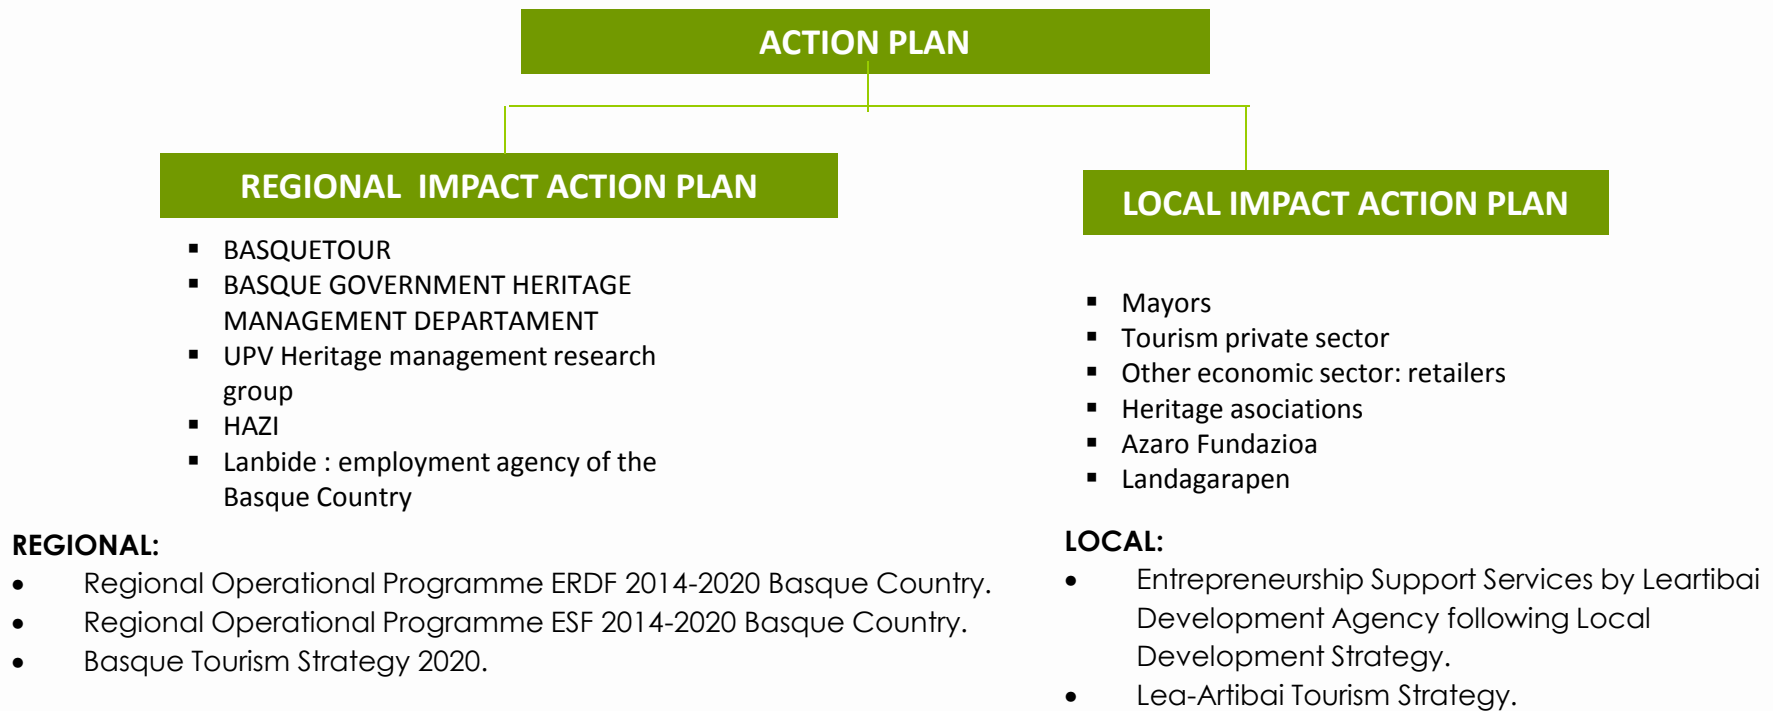 ACTION PLAN
REGIONAL IMPACT ACTION PLAN
▪ BASQUETOUR
▪ BASQUE GOVERNMENT HERITAGE
MANAGEMENT DEPARTAMENT
▪ UPV Heritage management research
group
▪ HAZI
▪ Lanbide : employment agency of the
Basque Country
REGIONAL:
• Regional Operational Programme ERDF 2014-2020 Basque Country.
• Regional Operational Programme ESF 2014-2020 Basque Country.
• Basque Tourism Strategy 2020.
LOCAL IMPACT ACTION PLAN
▪ Mayors
▪ Tourism private sector
▪ Other economic sector: retailers
▪ Heritage asociations
▪ Azaro Fundazioa
▪ Landagarapen
LOCAL:
• Entrepreneurship Support Services by Leartibai
Development Agency following Local
Development Strategy.
• Lea-Artibai Tourism Strategy.